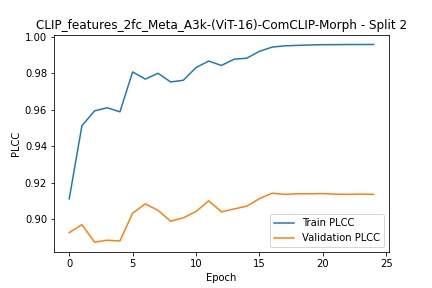 CLIP_features_2fc_Meta_A3k-(ViT-16)-ComCLIP-Morph - Split 2
1.00
0.98
0.96
0.94
0.92
0.90
PLCC
Train PLCC
Validation PLCC
0 5 10 15 20 25
Epoch